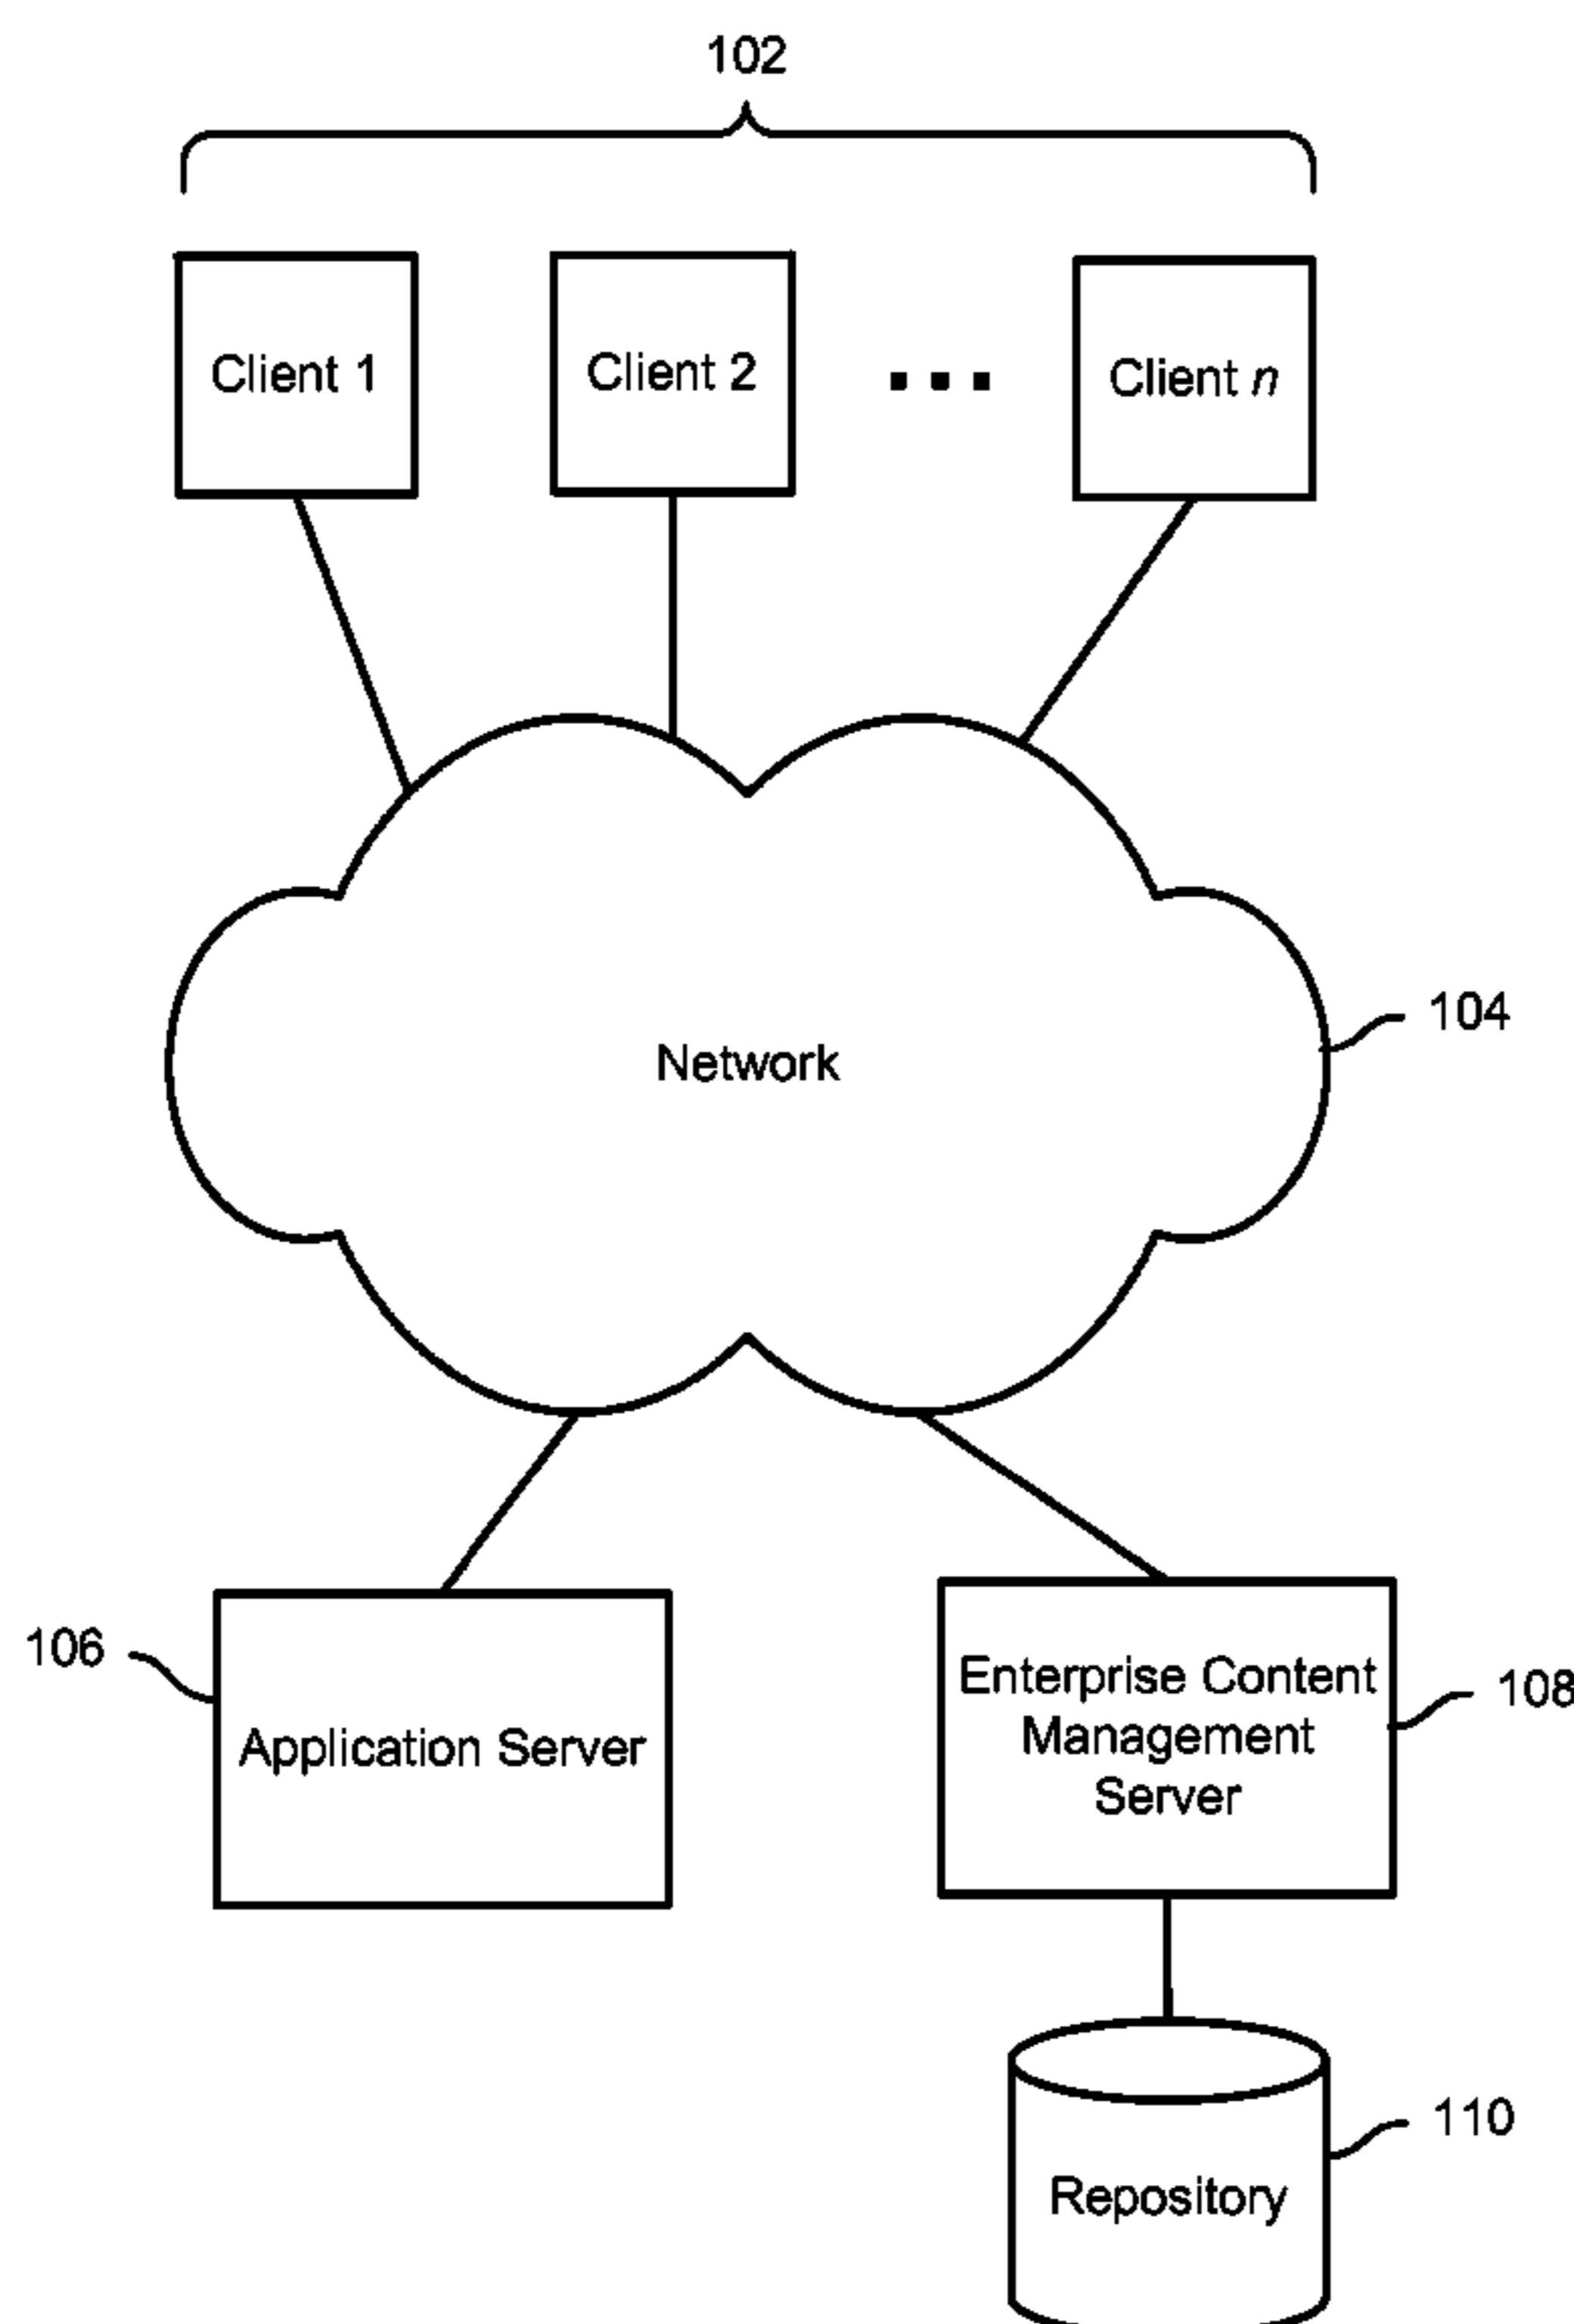 102
Client 1
Client 2
Client n
104
Network
106
Application Server
Enterprise Content
Management
Server
108
110
Repository